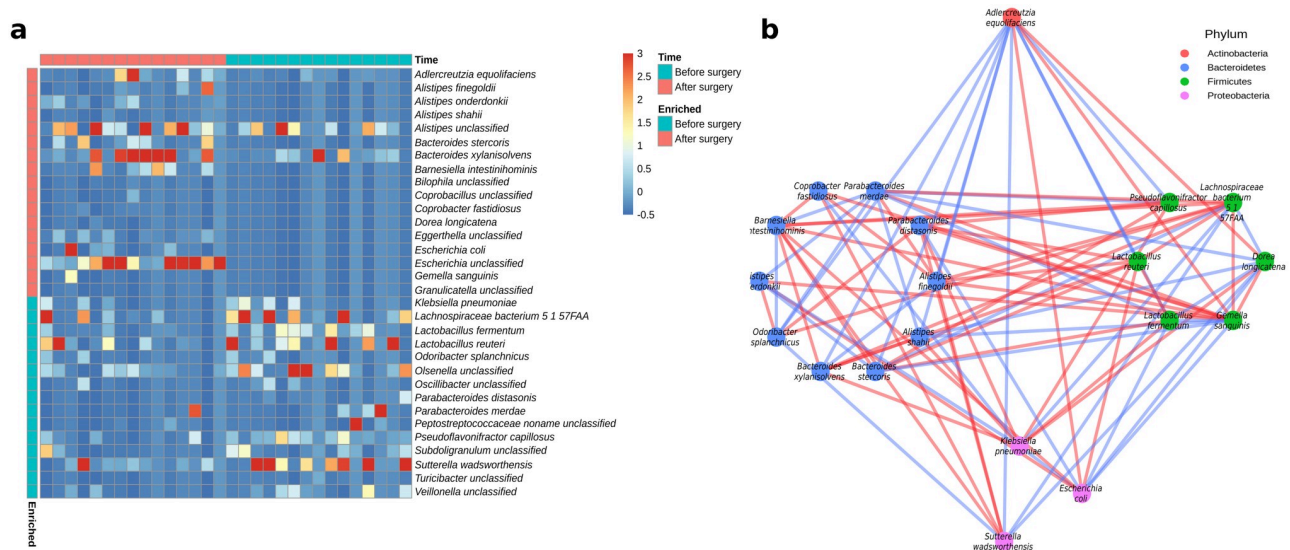 a
Time
Adlercreutzia equolifaciens
Alistipes finegoldii
Alistipes onderdonkii
Alistipes shahii
Alistipes unclassified
Bacteroides stercoris
Bacteroides xylanisolvens
Barnesiella intestinihominis
Bilophila unclassified
Coprobacillus unclassified
Coprobacter fastidiosus
Dorea longicatena
Eggerthella unclassified
Escherichia coli
Escherichia unclassified
Gemella sanguinis
Granulicatella unclassified
Klebsiella pneumoniae
Lachnospiraceae bacterium 5 1 57FAA
Lactobacillus fermentum
Lactobacillus reuteri
Odoribacter splanchnicus
Olsenella unclassified
Oscillibacter unclassified
Parabacteroides distasonis
Parabacteroides merdae
Peptostreptococcaceae noname unclassified
Pseudoflavonifractor capillosus
Subdoligranulum unclassified
Sutterella wadsworthensis
Turicibacter unclassified
Veillonella unclassified
Enriched
3
2.5
2
1.5
1
0.5
0
-0.5
Time
Before surgery
After surgery
Enriched
Before surgery
After surgery
b
Adlercreutzia
equolifaciens
Phylum
Actinobacteria
Bacteroidetes
Firmicutes
Proteobacteria
Coprobacter
fastidiosus
Parabacteroides
merdae
Pseudoflavonifractor
capillosus
Lachnospiraceae
bacterium
5 1
57FAA
Barnesiella
ntestinihominis
Parabacteroides
distasonis
Lactobacillus
reuteri
Dorea
longicatena
istipes
erdonkii
Alistipes
finegoldii
Odoribacter
splanchnicus
Alistipes
shahii
Lactobacillus
fermentum
Gemella
sanguinis
Bacteroides
xylanisolvens
Bacteroides
stercoris
Klebsiella
pneumoniae
Escherichia
coli
Sutterella
wadsworthensis